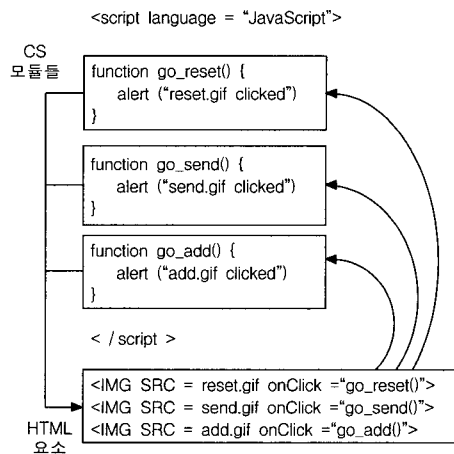 <script language = “JavaScript”>
CS
모듈들
function go_reset() {
alert (“reset.gif clicked”)
}
function go_send() {
alert (“send.gif clicked”)
}
function go_add() {
alert (“add.gif clicked”)
}
< / script >
<IMG SRC = reset.gif onClick =“go_reset()”>
<IMG SRC = send.gif onClick =“go_send()”>
<IMG SRC = add.gif onClick =“go_add()”>
HTML
요소